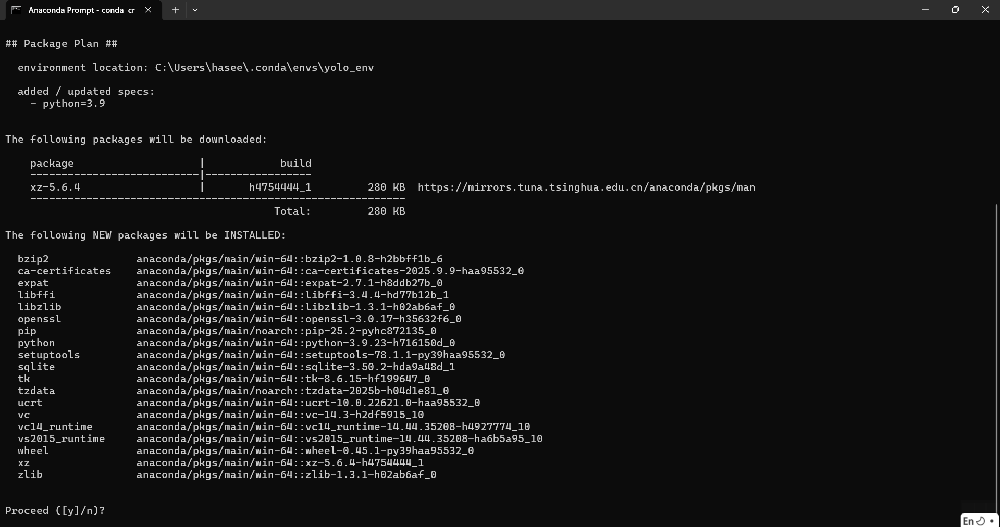 Anaconda Prompt - conda cr
## Package Plan ##
environment location: C:\Users\hasee\.conda\envs\yolo_env
added / updated specs:
- python=3.9
The following packages will be downloaded:
package | build
---------------------------|-----------------
xz-5.6.4 | h4754444_1 280 KB https://mirrors.tuna.tsinghua.edu.cn/anaconda/pkgs/man
------------------------------------------------------------
Total: 280 KB
The following NEW packages will be INSTALLED:
bzip2 anaconda/pkgs/main/win-64::bzip2-1.0.8-h2bbff1b_6
ca-certificates anaconda/pkgs/main/win-64::ca-certificates-2025.9.9-haa95532_0
expat anaconda/pkgs/main/win-64::expat-2.7.1-h8ddb27b_0
libffi anaconda/pkgs/main/win-64::libffi-3.4.4-hd77b12b_1
libzlib anaconda/pkgs/main/win-64::libzlib-1.3.1-h02ab6af_0
openssl anaconda/pkgs/main/win-64::openssl-3.0.17-h35632f6_0
pip anaconda/pkgs/main/noarch::pip-25.2-pyhc872135_0
python anaconda/pkgs/main/win-64::python-3.9.23-h716150d_0
setuptools anaconda/pkgs/main/win-64::setuptools-78.1.1-py39haa95532_0
sqlite anaconda/pkgs/main/win-64::sqlite-3.50.2-hda9a48d_1
tk anaconda/pkgs/main/win-64::tk-8.6.15-hf199647_0
tzdata anaconda/pkgs/main/noarch::tzdata-2025b-h04d1e81_0
ucrt anaconda/pkgs/main/win-64::ucrt-10.0.22621.0-haa95532_0
vc anaconda/pkgs/main/win-64::vc-14.3-h2df5915_10
vc14_runtime anaconda/pkgs/main/win-64::vc14_runtime-14.44.35208-h4927774_10
vs2015_runtime anaconda/pkgs/main/win-64::vs2015_runtime-14.44.35208-ha6b5a95_10
wheel anaconda/pkgs/main/win-64::wheel-0.45.1-py39haa95532_0
xz anaconda/pkgs/main/win-64::xz-5.6.4-h4754444_1
zlib anaconda/pkgs/main/win-64::zlib-1.3.1-h02ab6af_0
Proceed ([y]/n)?
En